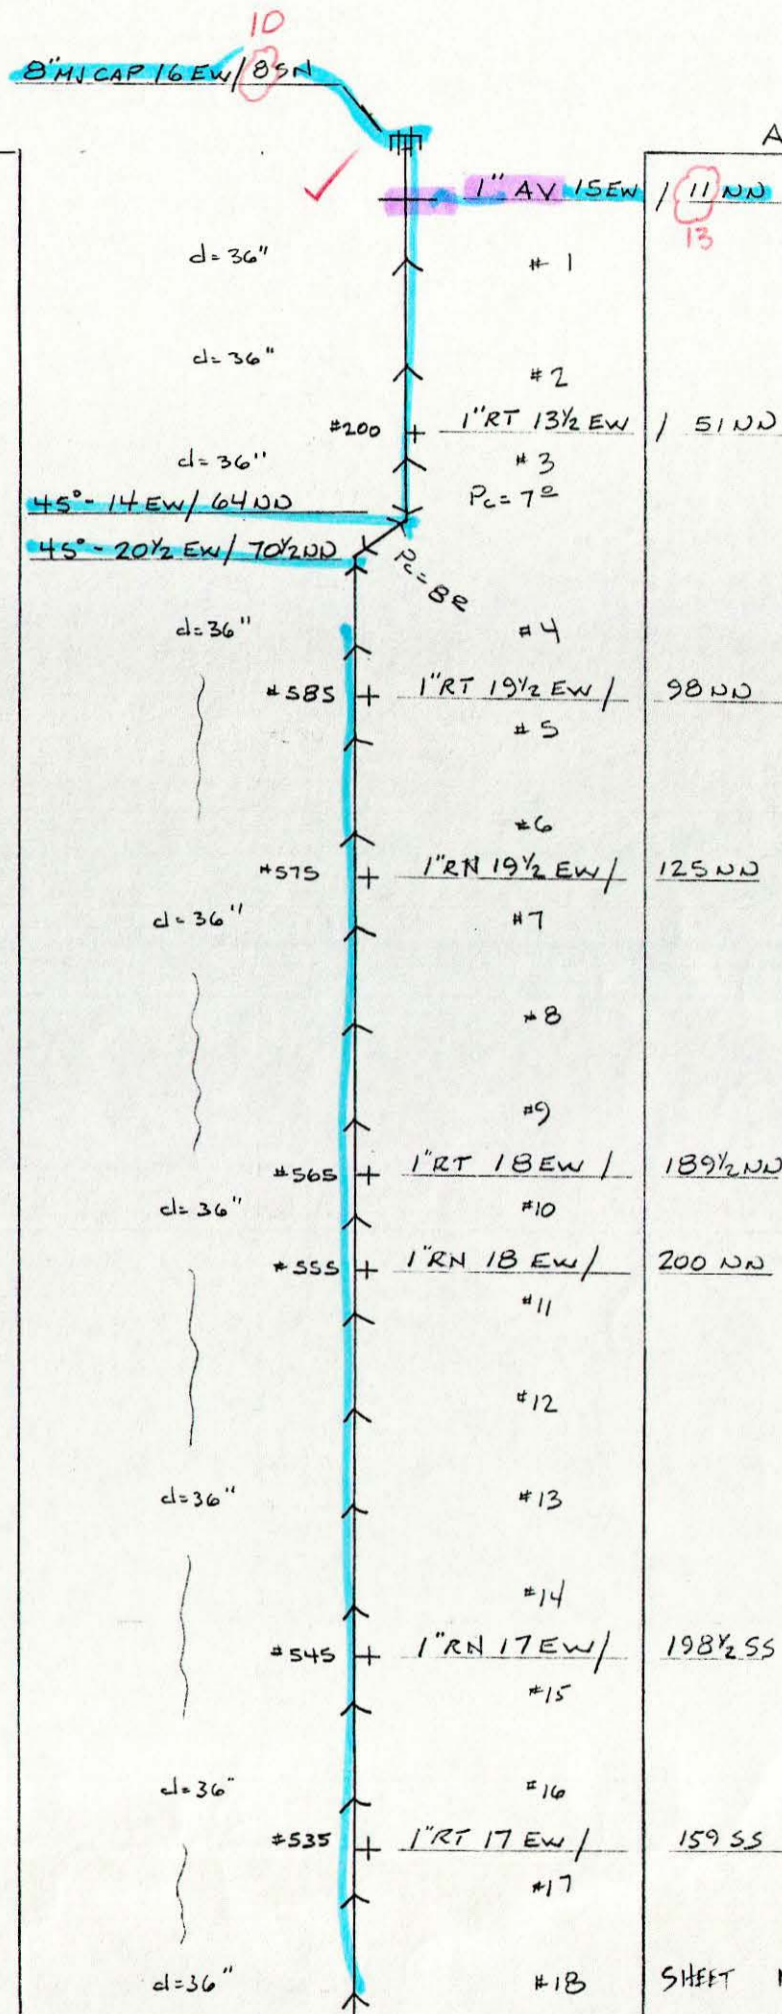 10
8" MJ CAP 16 EW/ 8 SN
A
1" AV 15 EW / 11 NN
13
d=36" #1
d=36" #2
#200 1"RT 13½ EW / 51 NN
d=36" #3
45°- 14 EW/ 64 NN Pc=7º
45°- 20½ EW/ 70½ NN
Pc=8º
d=36" #4
#585 1"RT 19½ EW / 98 NN
#5
#6
#575 1"RN 19½ EW / 125 NN
d=36" #7
#8
#9
#565 1"RT 18 EW / 189½ NN
d=36" #10
#555 1"RN 18 EW / 200 NN
#11
#12
d=36" #13
#14
#545 1"RN 17 EW / 198½ SS
#15
d=36" #16
#535 1"RT 17 EW / 159 SS
#17
d=36" #18 SHEET